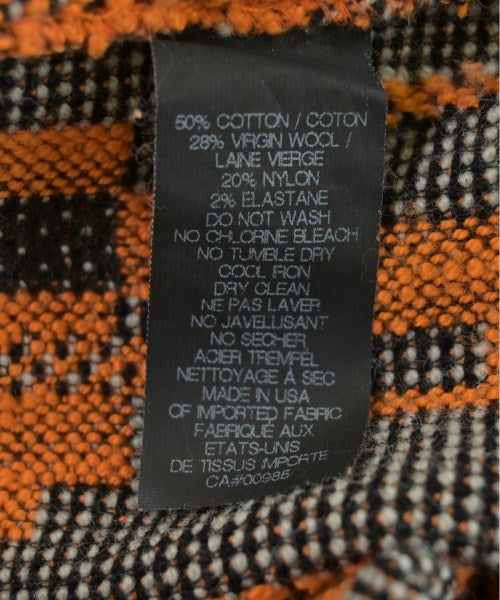 50% COTTON / COTON
28% VIRGIN WOOL /
LAINE VIERGE
20% NYLON
2% ELASTANE
DO NOT WASH
NO CHLORINE BLEACH
NO TUMBLE DRY
COOL IRON
DRY CLEAN
NE PAS LAVER
NO JAVELLISANT
NO SECHER
ACIER TREMFEL
NETTOYAGE À SEC
MADE IN USA
OF IMPORTED FABRIC
FABRIQUÉ AUX
ETATS-UNIS
DE TISSUS IMPORTE
CA#00985